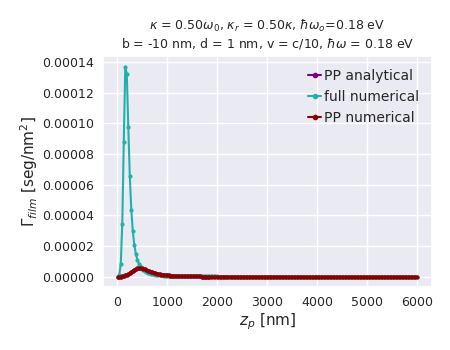 κ = 0.50ω₀, κᵣ = 0.50κ, ℏωₒ=0.18 eV
b = -10 nm, d = 1 nm, v = c/10, ℏω = 0.18 eV
0.00014
0.00012
0.00010
0.00008
0.00006
0.00004
0.00002
0.00000
Γ_film [seg/nm²]
PP analytical
full numerical
PP numerical
0 1000 2000 3000 4000 5000 6000
zₚ [nm]